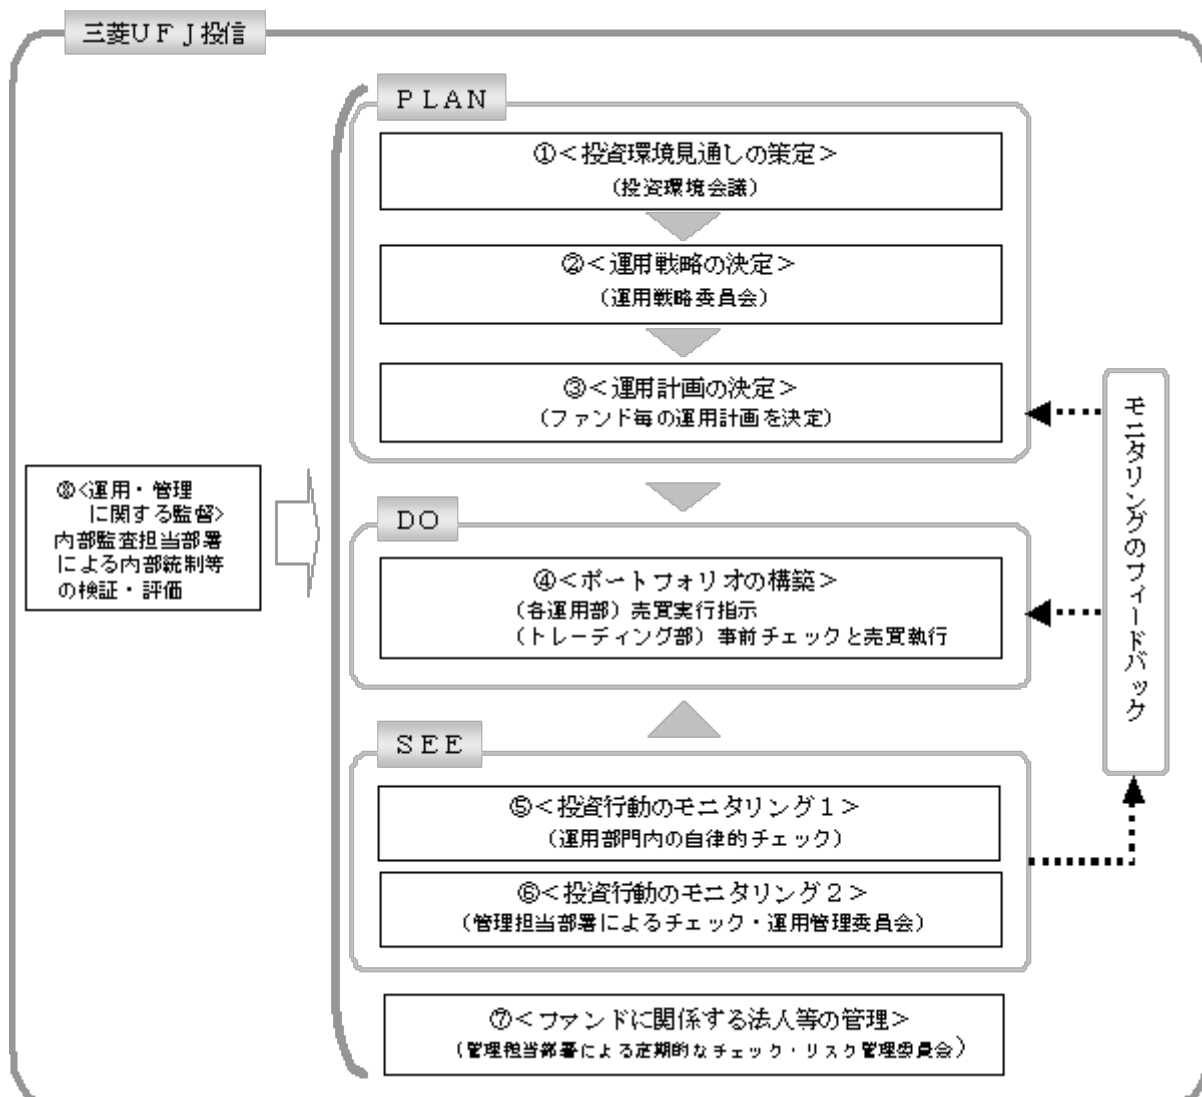 三菱UFJ投信
PLAN
①<投資環境見通しの策定>
(投資環境会議)
②<運用戦略の決定>
(運用戦略委員会)
③<運用計画の決定>
(ファンド毎の運用計画を決定)
⑧<運用・管理
に関する監督>
内部監査担当部署
による内部統制等
の検証・評価
DO
④<ポートフォリオの構築>
(各運用部)売買実行指示
(トレーディング部)事前チェックと売買執行
モニタリングのフィードバック
SEE
⑤<投資行動のモニタリング1>
(運用部門内の自律的チェック)
⑥<投資行動のモニタリング2>
(管理担当部署によるチェック・運用管理委員会)
⑦<ファンドに関係する法人等の管理>
(管理担当部署による定期的なチェック・リスク管理委員会)